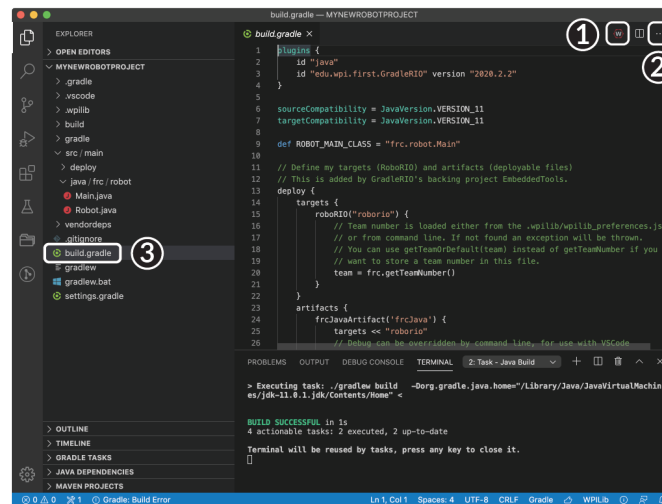 build.gradle — MYNEWROBOTPROJECT
EXPLORER
OPEN EDITORS
MYNEWROBOTPROJECT
.gradle
.vscode
.wpilib
build
gradle
src / main
deploy
java / frc / robot
Main.java
Robot.java
vendordeps
.gitignore
build.gradle
gradlew
gradlew.bat
settings.gradle
OUTLINE
TIMELINE
GRADLE TASKS
JAVA DEPENDENCIES
MAVEN PROJECTS
3
build.gradle ×
1
W
2
1 plugins {
2 id "java"
3 id "edu.wpi.first.GradleRIO" version "2020.2.2"
4 }
5
6 sourceCompatibility = JavaVersion.VERSION_11
7 targetCompatibility = JavaVersion.VERSION_11
8
9 def ROBOT_MAIN_CLASS = "frc.robot.Main"
10
11 // Define my targets (RoboRIO) and artifacts (deployable files)
12 // This is added by GradleRIO's backing project EmbeddedTools.
13 deploy {
14 targets {
15 roboRIO("roborio") {
16 // Team number is loaded either from the .wpilib/wpilib_preferences.js
17 // or from command line. If not found an exception will be thrown.
18 // You can use getTeamOrDefault(team) instead of getTeamNumber if you
19 // want to store a team number in this file.
20 team = frc.getTeamNumber()
21 }
22 }
23 artifacts {
24 frcJavaArtifact('frcJava') {
25 targets << "roborio"
26 // Debug can be overridden by command line, for use with VSCode
PROBLEMS OUTPUT DEBUG CONSOLE TERMINAL 2: Task - Java Build
> Executing task: ./gradlew build -Dorg.gradle.java.home="/Library/Java/JavaVirtualMachin
es/jdk-11.0.1.jdk/Contents/Home" <
BUILD SUCCESSFUL in 1s
4 actionable tasks: 2 executed, 2 up-to-date
Terminal will be reused by tasks, press any key to close it.
0 0 1 Gradle: Build Error Ln 1, Col 1 Spaces: 4 UTF-8 CRLF Gradle WPILib